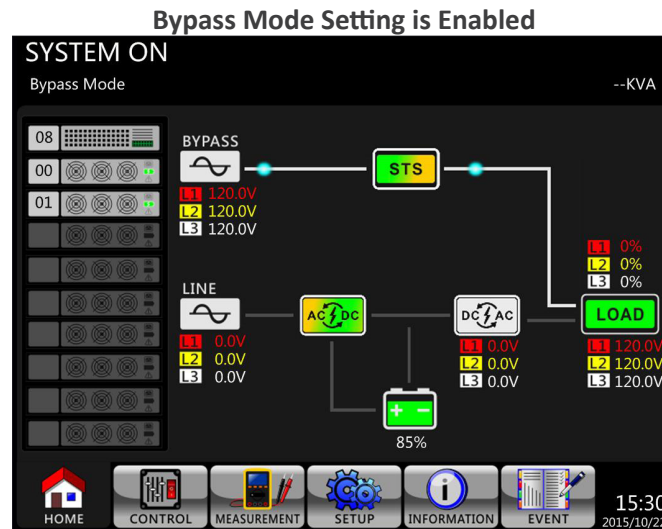 Bypass Mode Setting is Enabled
SYSTEM ON
Bypass Mode
--KVA
08
00
01
BYPASS
L1 120.0V
L2 120.0V
L3 120.0V
STS
LINE
L1 0.0V
L2 0.0V
L3 0.0V
AC DC
DC AC
L1 0.0V
L2 0.0V
L3 0.0V
85%
L1 0%
L2 0%
L3 0%
LOAD
L1 120.0V
L2 120.0V
L3 120.0V
HOME
CONTROL
MEASUREMENT
SETUP
INFORMATION
EVENT
15:30